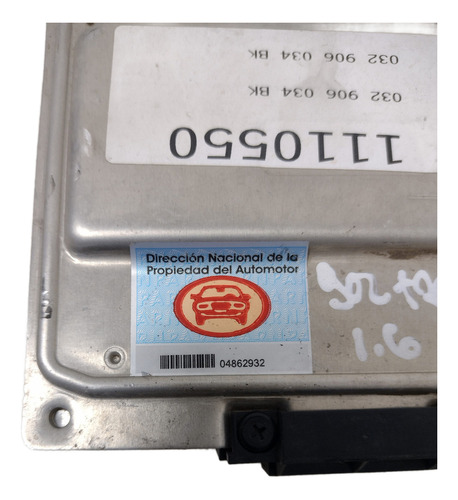 032 906 034 BK
032 906 034 BK
1110550
Dirección Nacional de la
Propiedad del Automotor
04862932
1.6